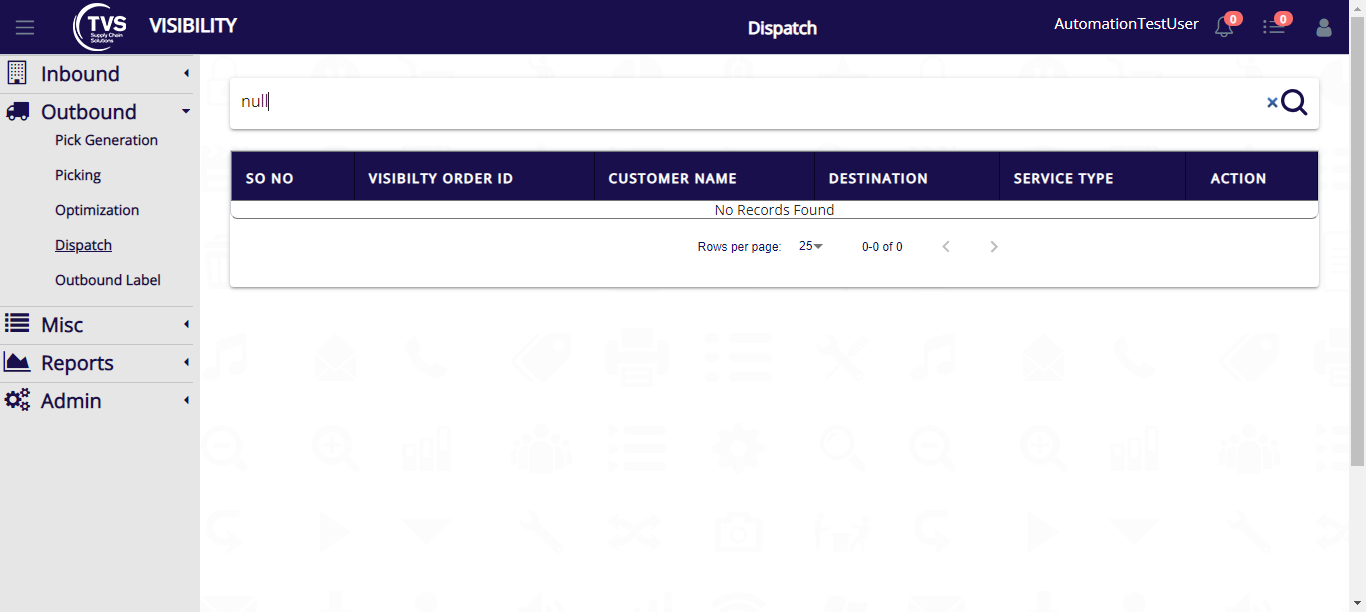 TVS
Supply Chain
Solutions
VISIBILITY
Dispatch
AutomationTestUser
0
0
Inbound
Outbound
Pick Generation
Picking
Optimization
Dispatch
Outbound Label
Misc
Reports
Admin
null
×
SO NO VISIBILTY ORDER ID CUSTOMER NAME DESTINATION SERVICE TYPE ACTION
No Records Found
Rows per page: 25 0-0 of 0